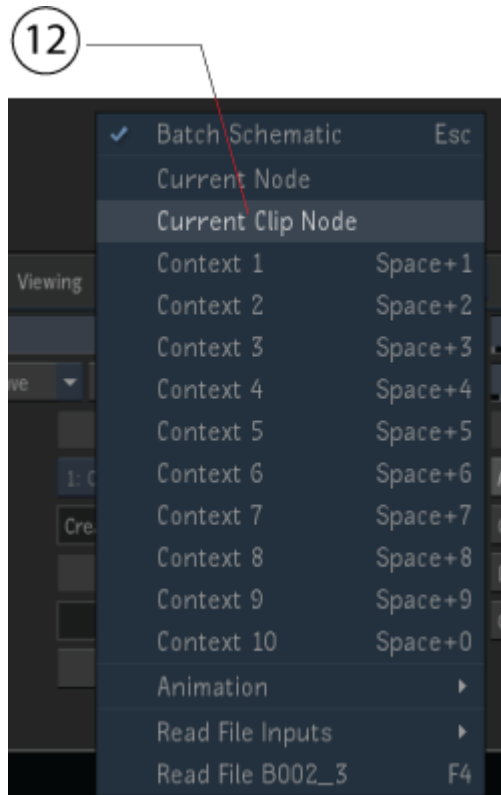 12
Batch Schematic Esc
Current Node
Current Clip Node
Context 1 Space+1
Viewing
Context 2 Space+2
Context 3 Space+3
Context 4 Space+4
Context 5 Space+5
Context 6 Space+6
1: C
Context 7 Space+7
Cre
Context 8 Space+8
Context 9 Space+9
Context 10 Space+0
Animation
Read File Inputs
Read File B002_3 F4